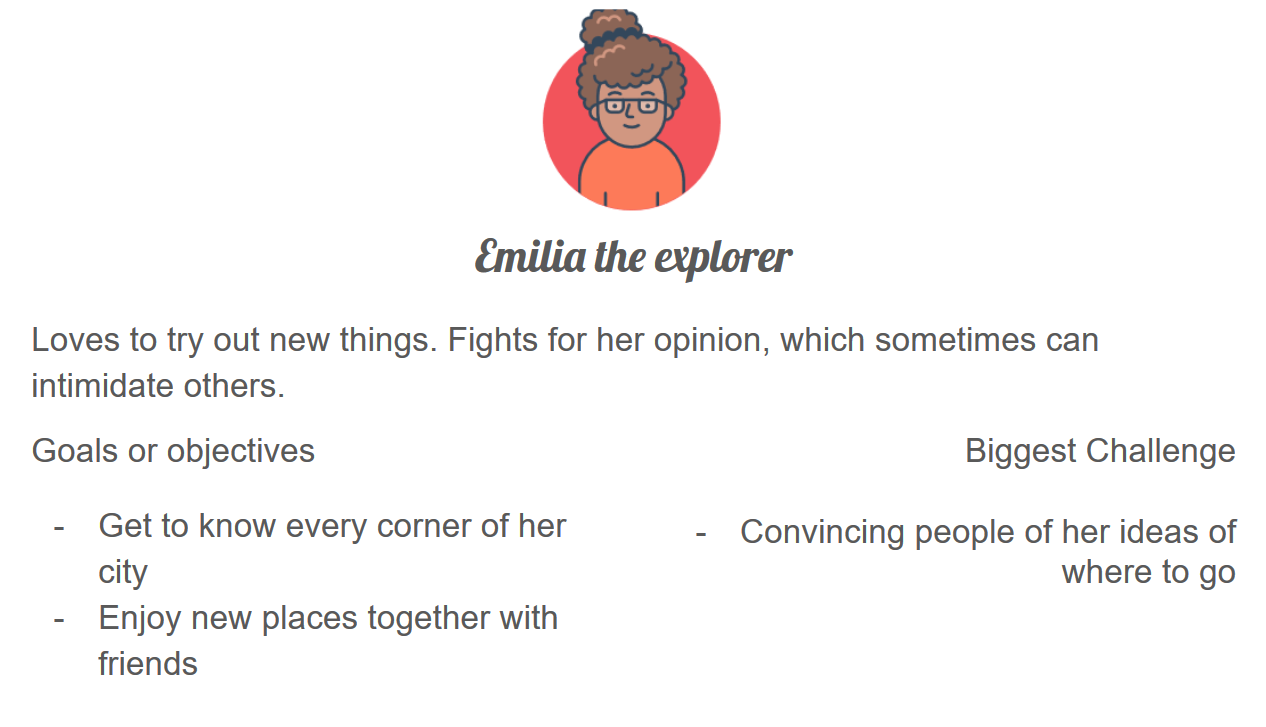 Emilia the explorer
Loves to try out new things. Fights for her opinion, which sometimes can
intimidate others.
Goals or objectives
- Get to know every corner of her
city
- Enjoy new places together with
friends
Biggest Challenge
- Convincing people of her ideas of
where to go